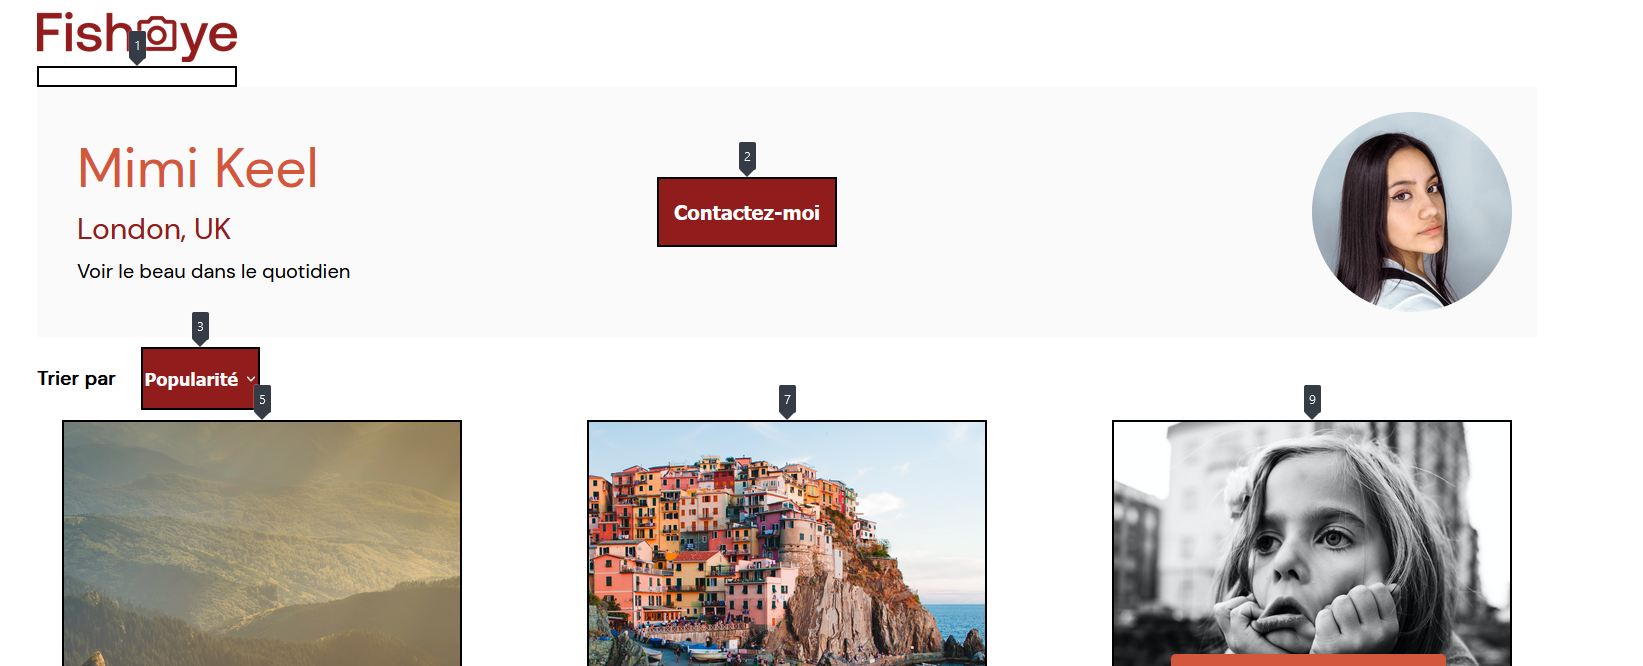 Fisheye
1
Mimi Keel
London, UK
Voir le beau dans le quotidien
2
Contactez-moi
3
Trier par
Popularité
5
7
9